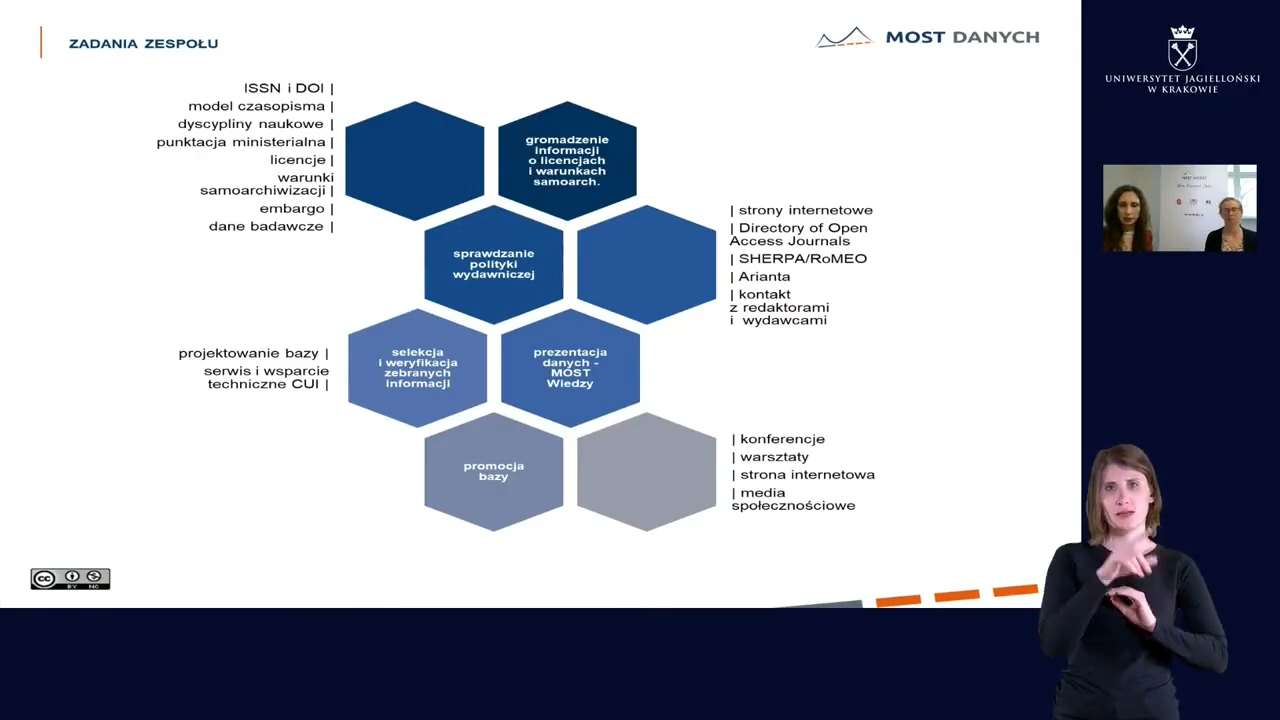 ZADANIA ZESPOŁU
MOST DANYCH
ISSN i DOI |
model czasopisma |
dyscypliny naukowe |
punktacja ministerialna |
licencje |
warunki
samoarchiwizacji |
embargo |
dane badawcze |
gromadzenie
informacji
o licencjach
i warunkach
samoarch.
sprawdzanie
polityki
wydawniczej
| strony internetowe
| Directory of Open
Access Journals
| SHERPA/RoMEO
| Arianta
| kontakt
z redaktorami
i wydawcami
projektowanie bazy |
serwis i wsparcie
techniczne CUI |
selekcja
i weryfikacja
zebranych
informacji
prezentacja
danych -
MOST
Wiedzy
promocja
bazy
| konferencje
| warsztaty
| strona internetowa
| media
społecznościowe
cc
BY NC
UNIWERSYTET JAGIELLOŃSKI
W KRAKOWIE